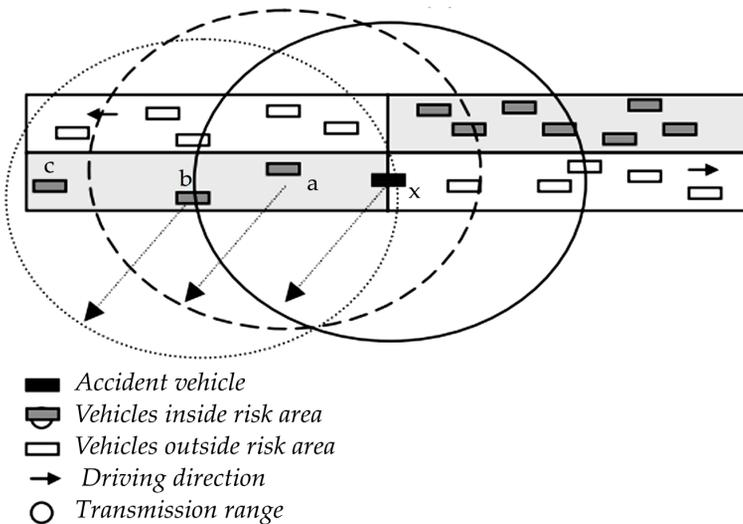 c
b
a
x
Accident vehicle
Vehicles inside risk area
Vehicles outside risk area
Driving direction
Transmission range